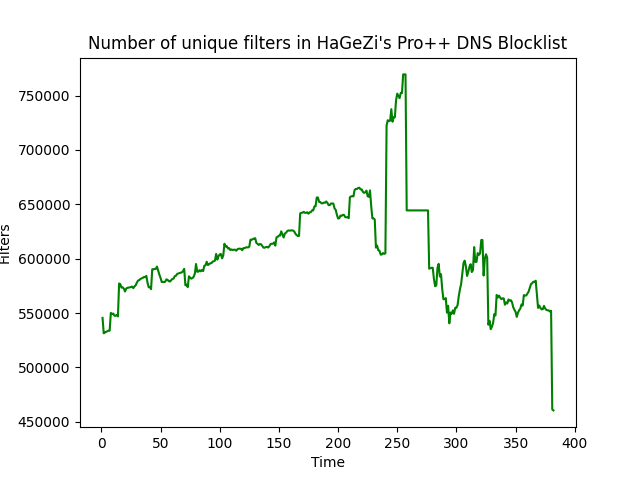 Number of unique filters in HaGeZi's Pro++ DNS Blocklist
750000
700000
650000
600000
550000
500000
450000
Filters
0 50 100 150 200 250 300 350 400
Time